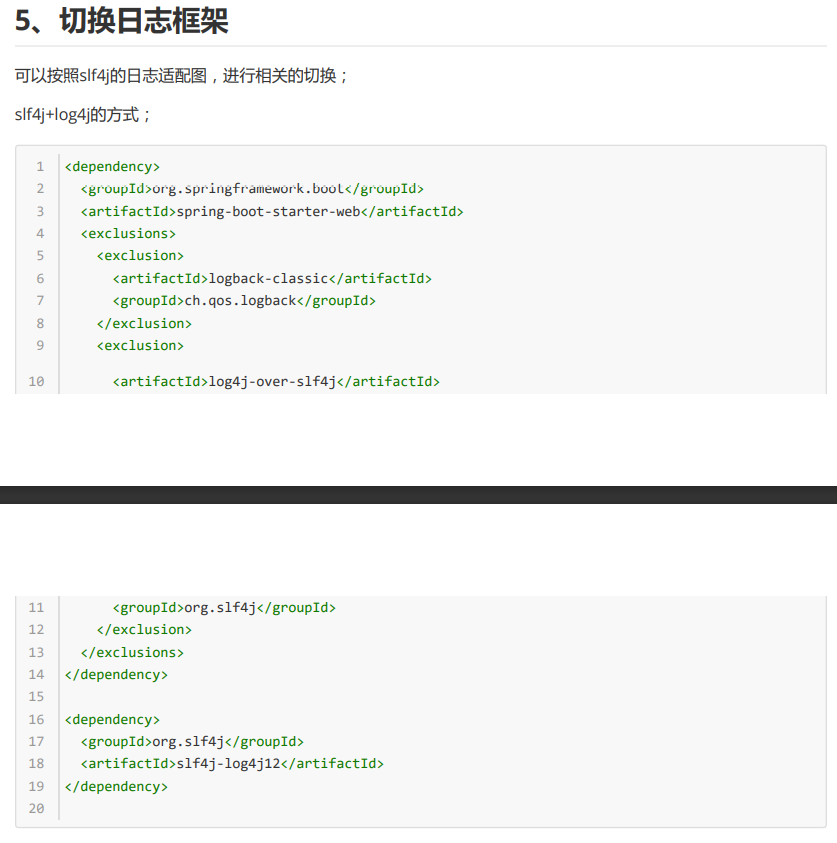 5、切换日志框架
可以按照slf4j的日志适配图，进行相关的切换；
slf4j+log4j的方式；
1 <dependency>
2   <groupId>org.springframework.boot</groupId>
3   <artifactId>spring-boot-starter-web</artifactId>
4   <exclusions>
5     <exclusion>
6       <artifactId>logback-classic</artifactId>
7       <groupId>ch.qos.logback</groupId>
8     </exclusion>
9     <exclusion>
10       <artifactId>log4j-over-slf4j</artifactId>
11       <groupId>org.slf4j</groupId>
12     </exclusion>
13   </exclusions>
14 </dependency>
15
16 <dependency>
17   <groupId>org.slf4j</groupId>
18   <artifactId>slf4j-log4j12</artifactId>
19 </dependency>
20